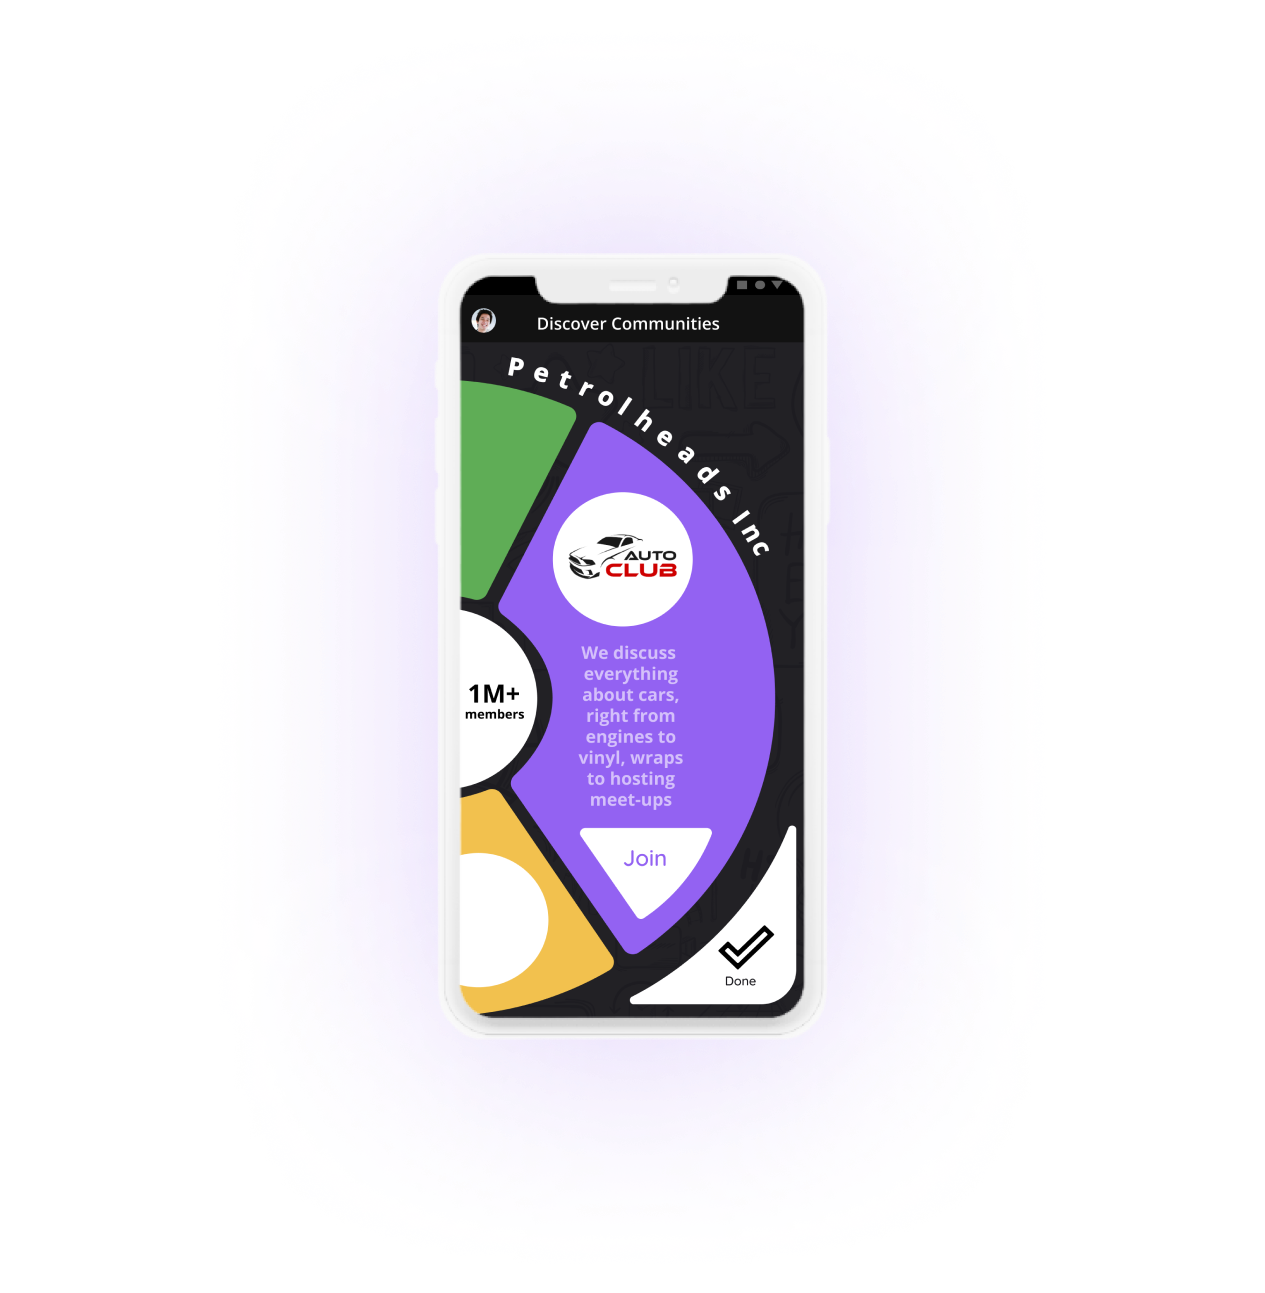 Discover Communities
Petrolheads Inc
AUTO
CLUB
1M+
members
We discuss
everything
about cars,
right from
engines to
vinyl, wraps
to hosting
meet-ups
Join
Done